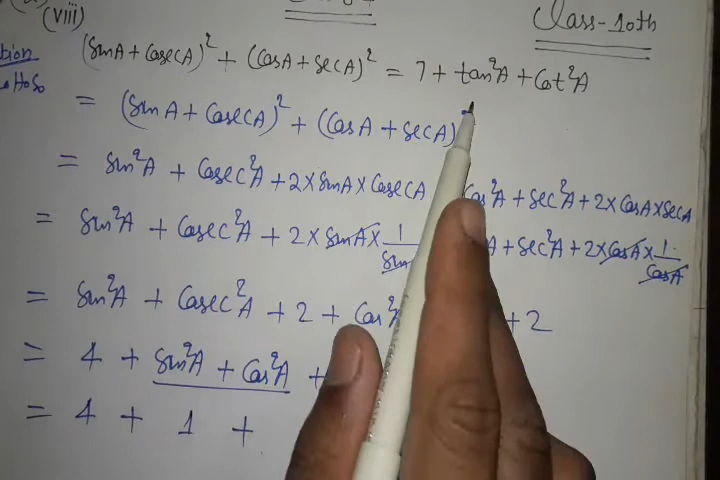 (viii)
Class-10th
(SinA + CosecA)² + (CosA + SecA)² = 7 + tan²A + Cot²A
= (SinA + CosecA)² + (CosA + SecA)
= Sin²A + Cosec²A + 2×SinA×CosecA Cos²A + Sec²A + 2×CosA×SecA
= Sin²A + Cosec²A + 2×SinA×1/Sin A + Sec²A + 2×CosA×1/CosA
= Sin²A + Cosec²A + 2 + Cos²A + 2
= 4 + Sin²A + Cos²A +
= 4 + 1 +